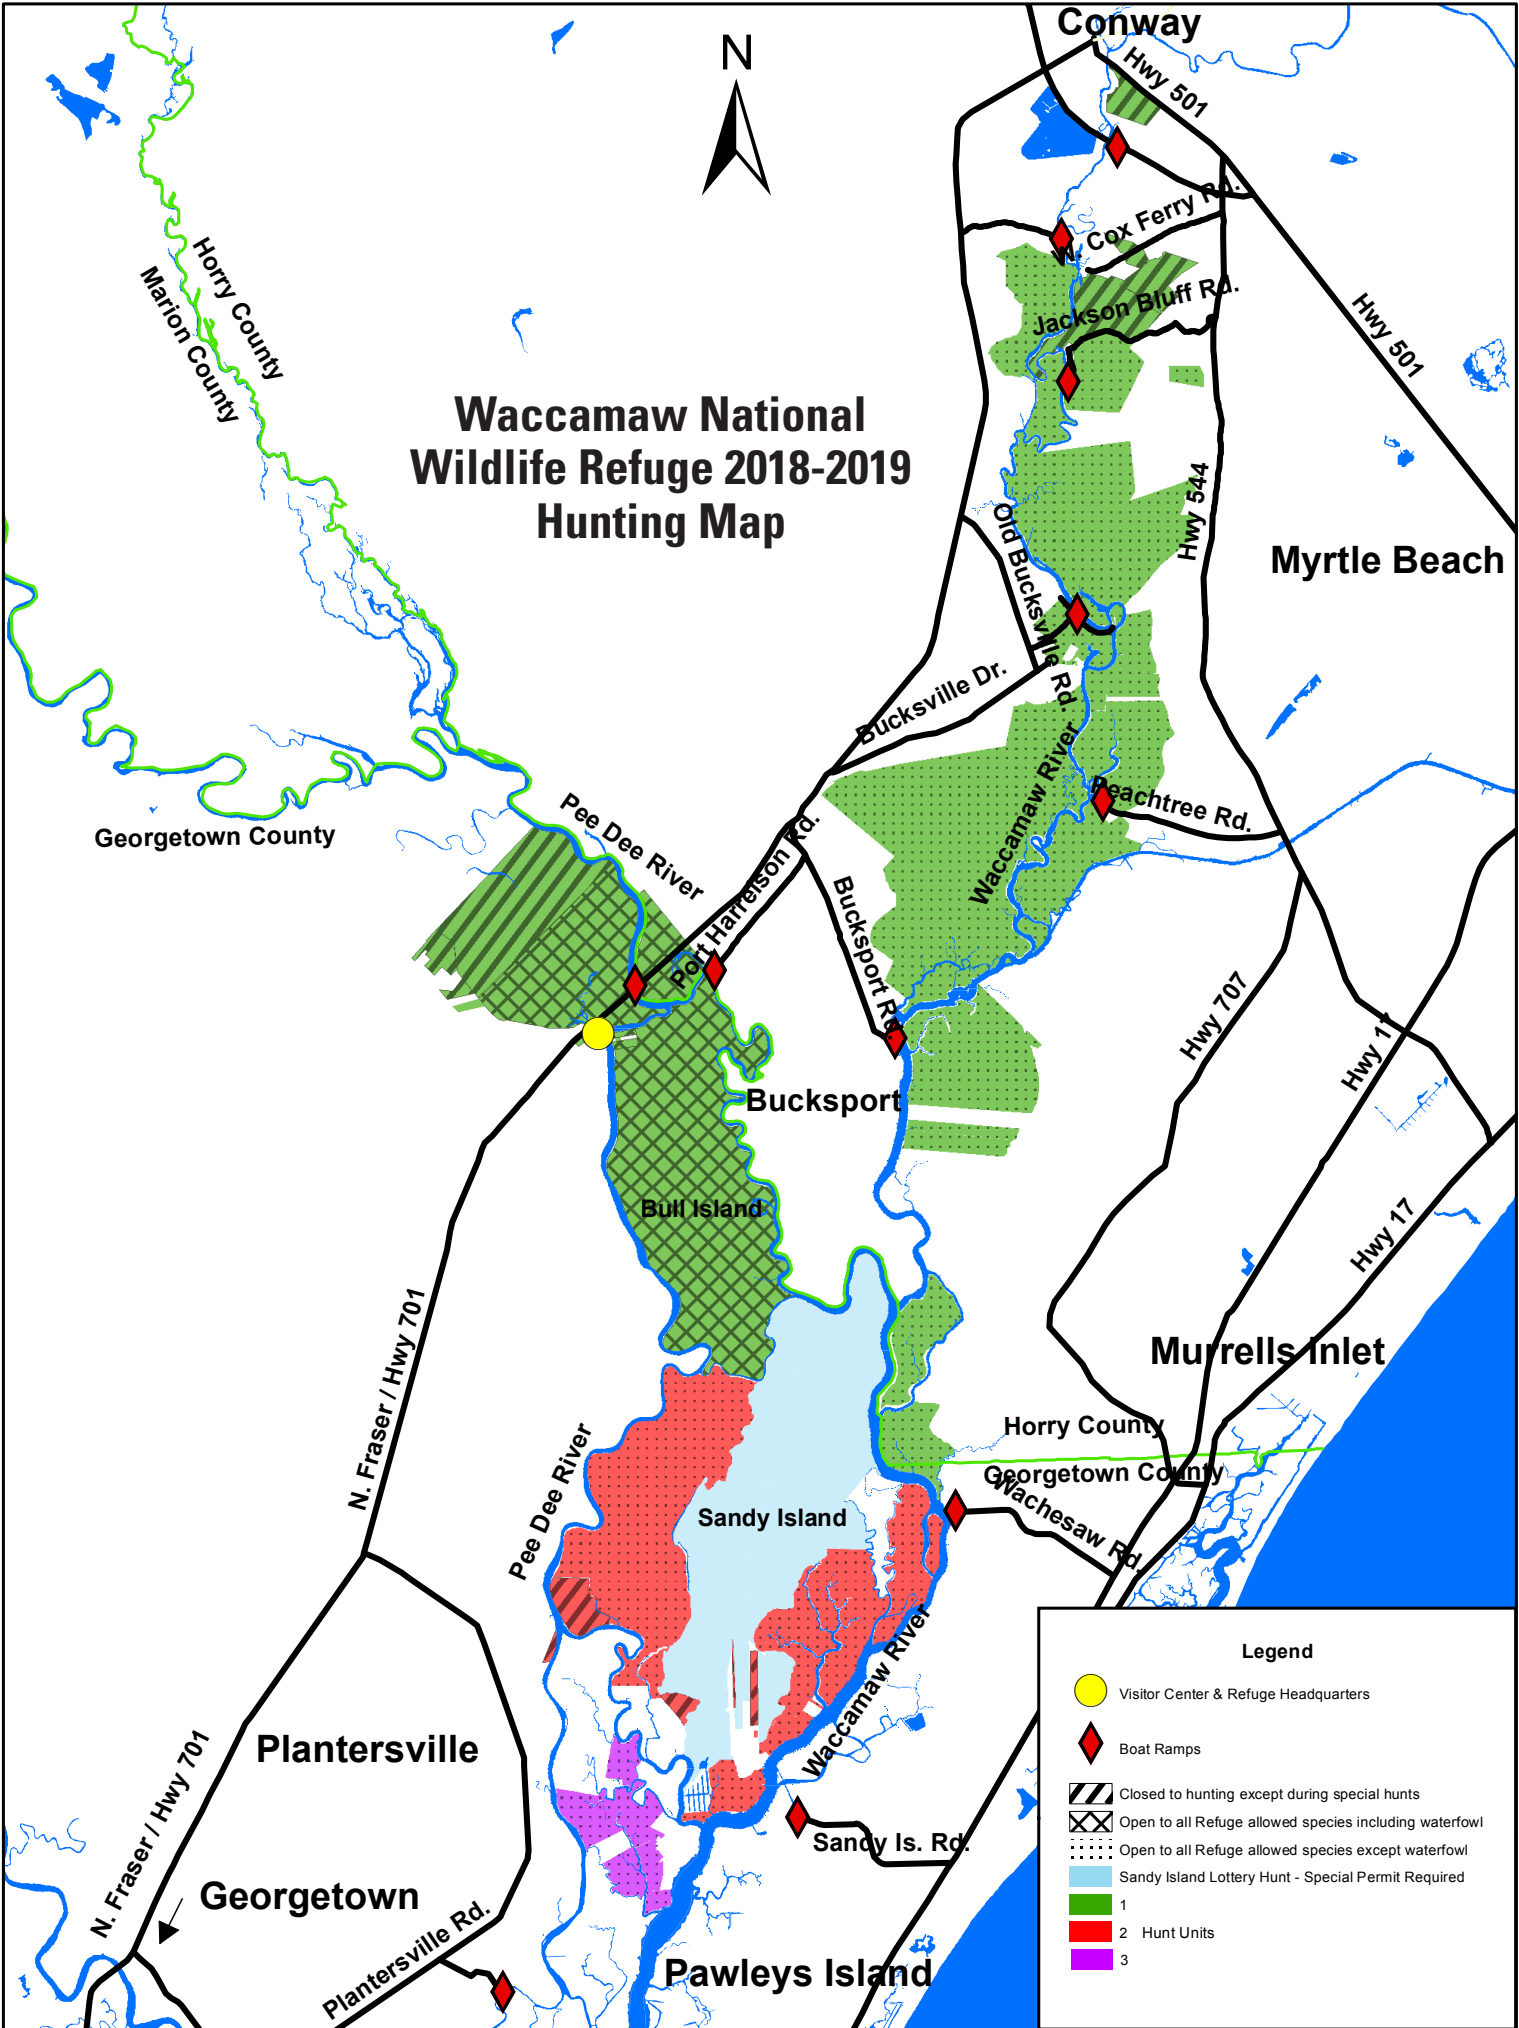 Conway
N
Hwy 501
W. Cox Ferry Rd.
Horry County
Marion County
Jackson Bluff Rd.
Hwy 501
Waccamaw National
Wildlife Refuge 2018-2019
Hunting Map
Hwy 544
Old Bucksville Rd.
Myrtle Beach
Bucksville Dr.
Waccamaw River
Peachtree Rd.
Georgetown County
Pee Dee River
Port Harrelson Rd.
Bucksport Rd.
Hwy 707
Hwy 17
Bucksport
Bull Island
Hwy 17
N. Fraser / Hwy 701
Murrells Inlet
Horry County
Georgetown County
Pee Dee River
Sandy Island
Wachesaw Rd.
Waccamaw River
Plantersville
N. Fraser / Hwy 701
Sandy Is. Rd.
Georgetown
Plantersville Rd.
Pawleys Island
Legend
Visitor Center & Refuge Headquarters
Boat Ramps
Closed to hunting except during special hunts
Open to all Refuge allowed species including waterfowl
Open to all Refuge allowed species except waterfowl
Sandy Island Lottery Hunt - Special Permit Required
1
2 Hunt Units
3